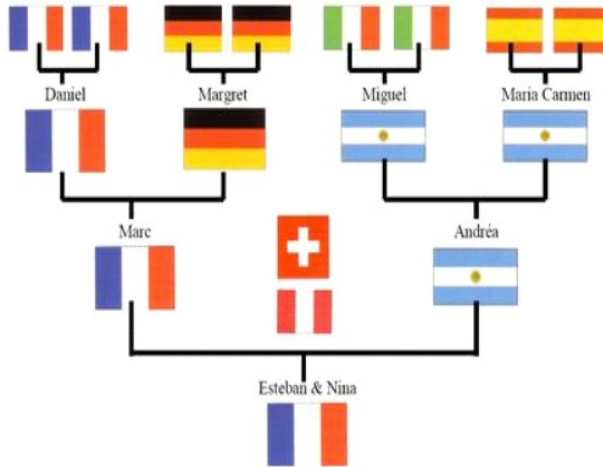 Daniel
Margret
Miguel
Maria Carmen
Marc
Andréa
Esteban & Nina